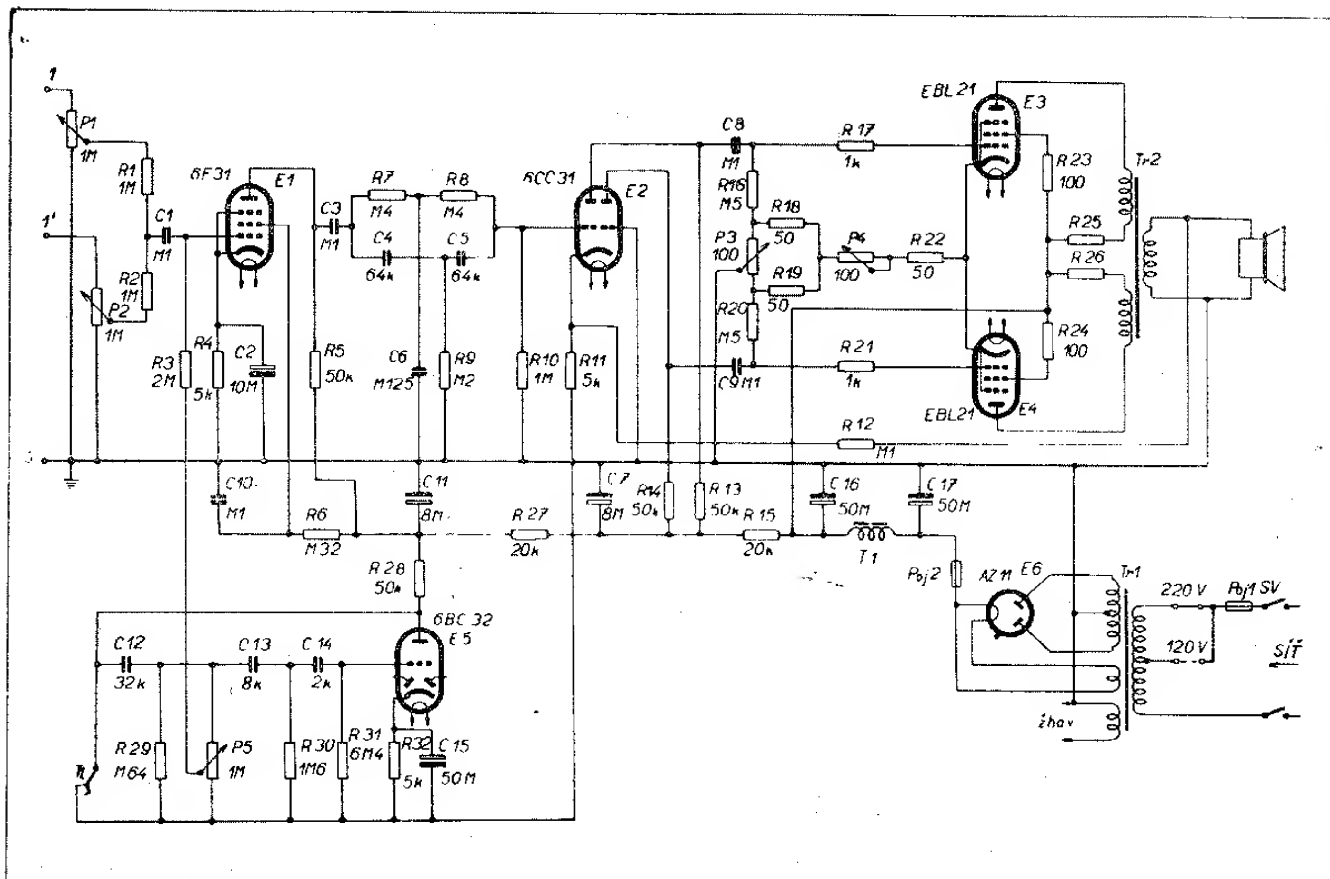 1
P1
1M
R1
1M
1'
C1
M1
R2
1M
P2
1M
R3
2M
R4
5k
C2
10M
6F31
E1
R5
50k
C3
M1
R7
M4
R8
M4
C4
64k
C5
64k
C6
M125
R9
M2
R10
1M
R11
5k
6CC31
E2
C8
M1
R16
M5
R17
1k
R18
50
P3
100
R19
50
P4
100
R22
50
R20
M5
C9 M1
R21
1k
R12
M1
EBL21
E3
R23
100
R25
R26
R24
100
EBL21
E4
Tr2
C10
M1
R6
M32
C11
8M
R27
20k
C7
8M
R14
50k
R13
50k
R15
20k
C16
50M
C17
50M
T1
Poj2
AZ11
E6
Tr1
220V
Poj1
SV
120V
SÍŤ
žhav
R28
50k
6BC32
E5
C12
32k
C13
8k
C14
2k
R29
M64
P5
1M
R30
1M6
R31
6M4
R32
5k
C15
50M